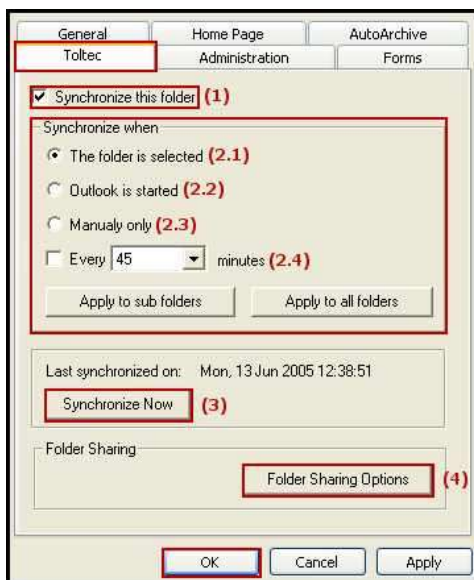 General Home Page AutoArchive
Toltec Administration Forms
Synchronize this folder (1)
Synchronize when
The folder is selected (2.1)
Outlook is started (2.2)
Manualy only (2.3)
Every 45 minutes (2.4)
Apply to sub folders Apply to all folders
Last synchronized on: Mon, 13 Jun 2005 12:38:51
Synchronize Now (3)
Folder Sharing
Folder Sharing Options (4)
OK Cancel Apply